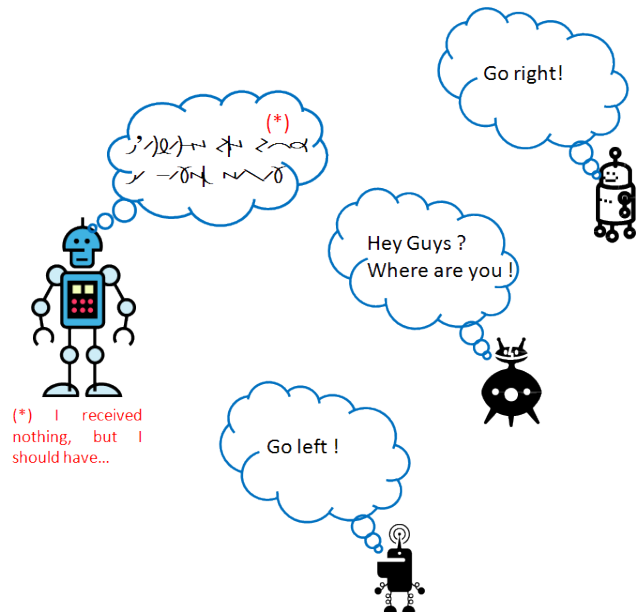 Go right!
(*)
Hey Guys ?
Where are you !
(*) I received
nothing, but I
should have…
Go left !